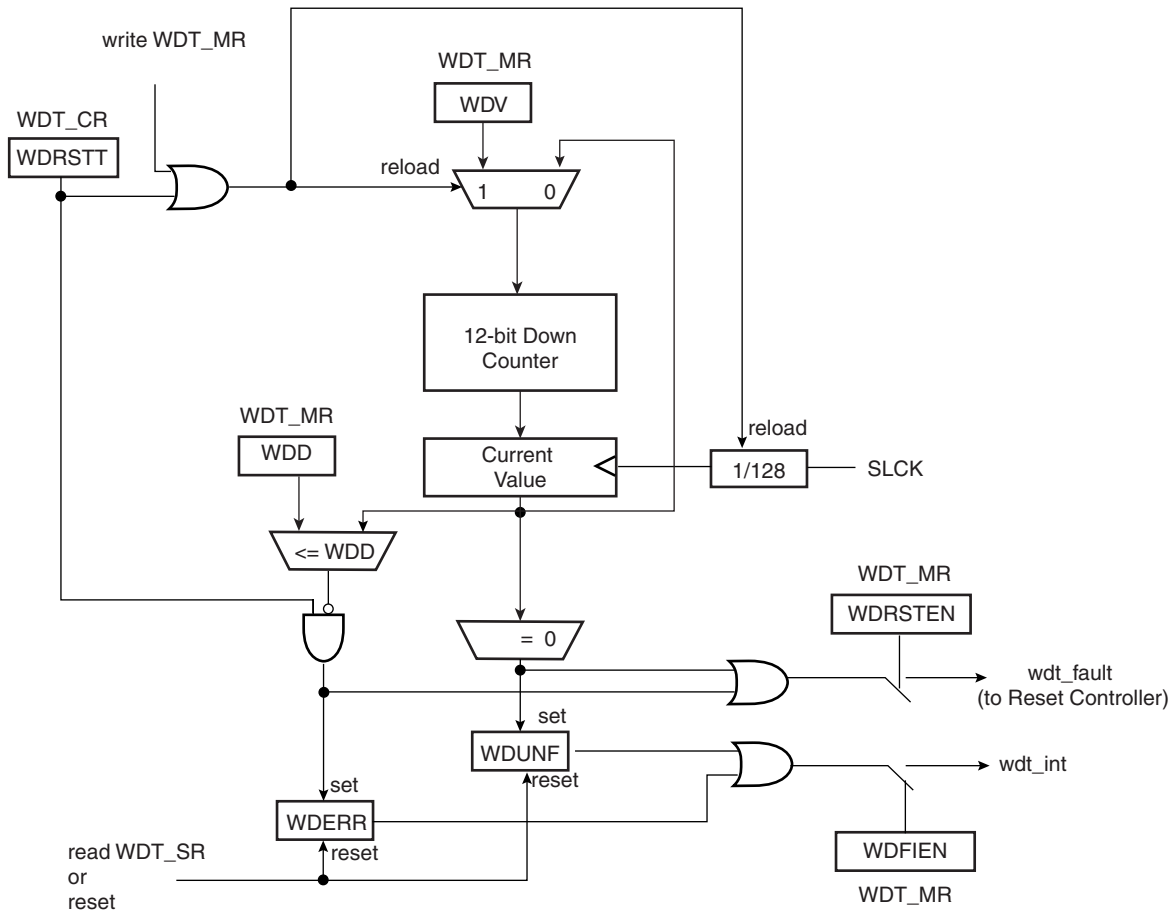 write WDT_MR
WDT_MR
WDV
WDT_CR
WDRSTT
reload
1 0
12-bit Down
Counter
WDT_MR
WDD
reload
Current
Value
1/128
SLCK
<= WDD
WDT_MR
WDRSTEN
= 0
wdt_fault
(to Reset Controller)
set
WDUNF
reset
wdt_int
set
WDERR
reset
read WDT_SR
or
reset
WDFIEN
WDT_MR